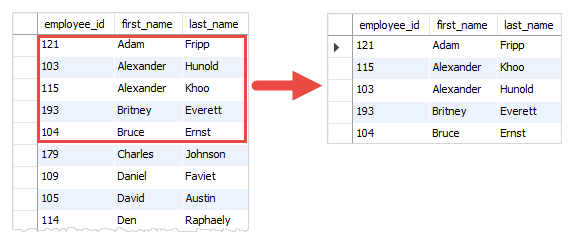 employee_id first_name last_name
121 Adam Fripp
103 Alexander Hunold
115 Alexander Khoo
193 Britney Everett
104 Bruce Ernst
179 Charles Johnson
109 Daniel Faviet
105 David Austin
114 Den Raphaely
employee_id first_name last_name
121 Adam Fripp
115 Alexander Khoo
103 Alexander Hunold
193 Britney Everett
104 Bruce Ernst